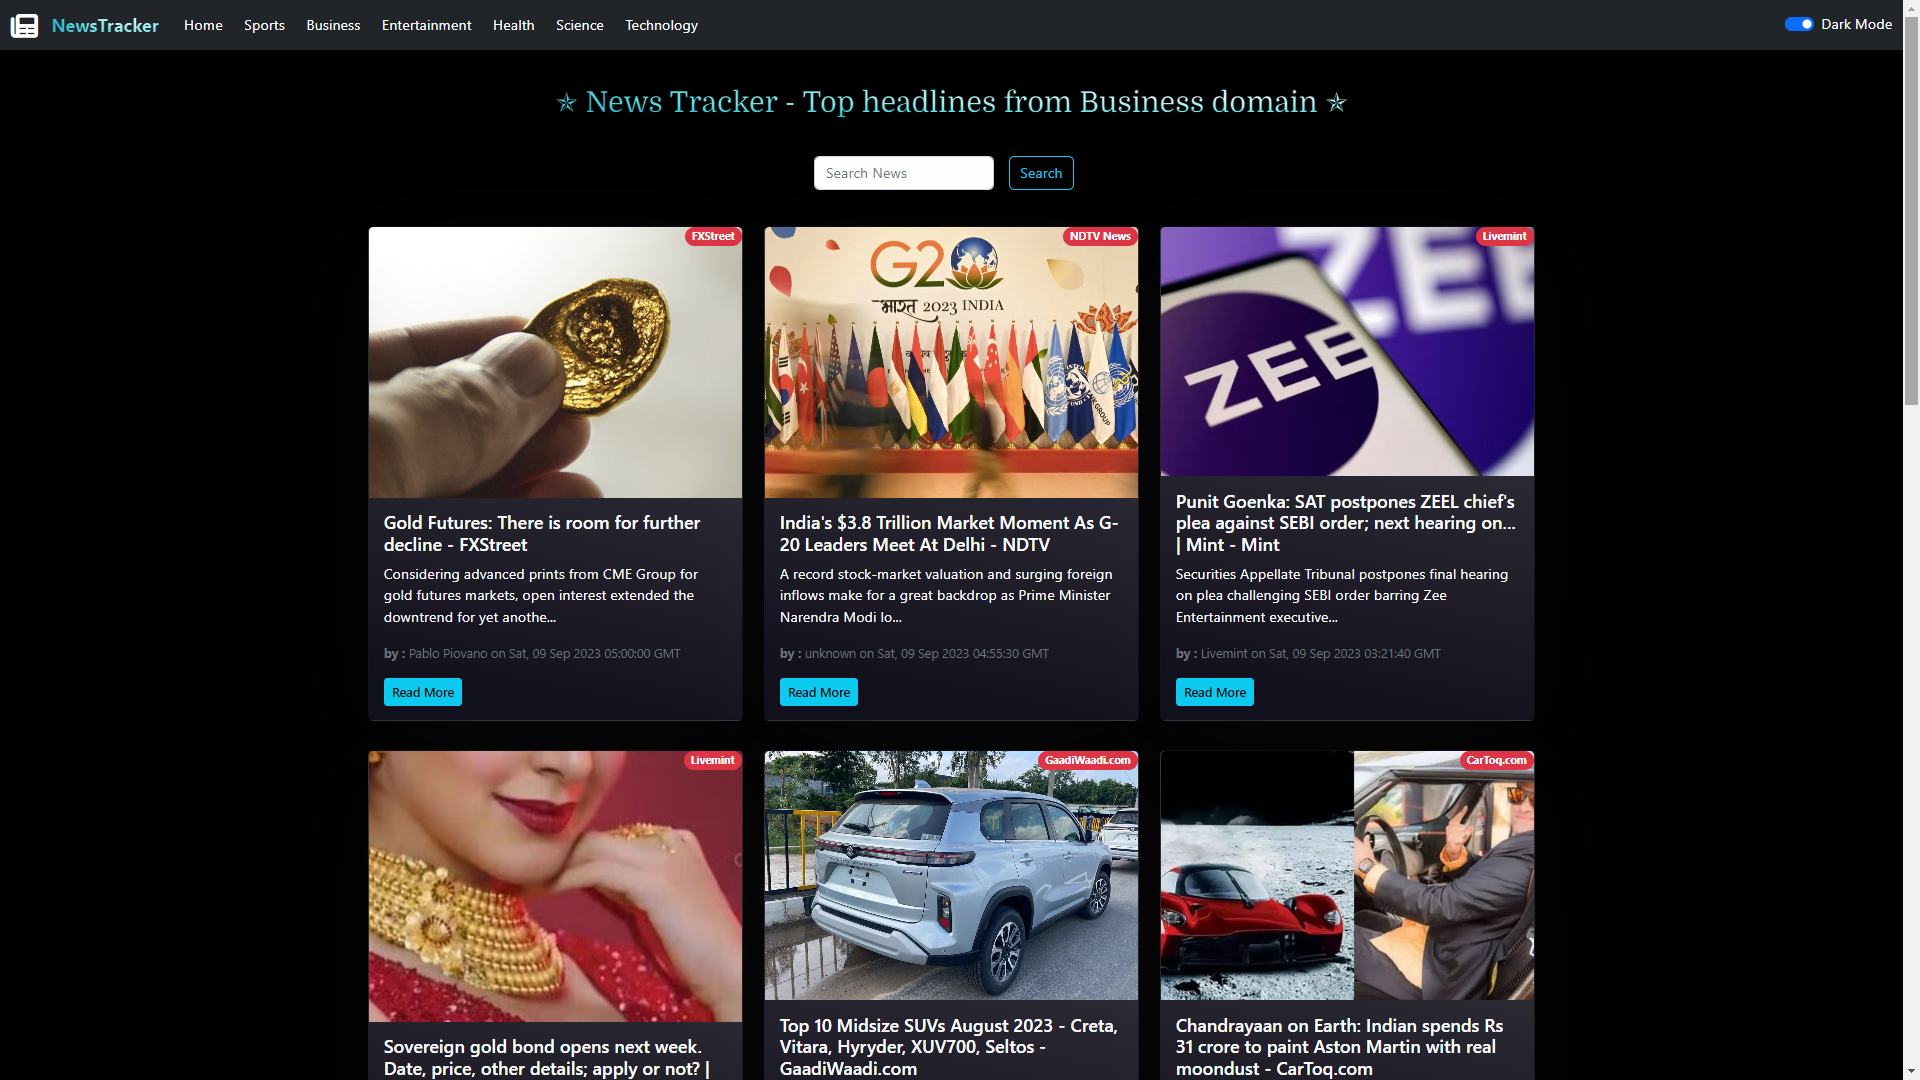 NewsTracker Home Sports Business Entertainment Health Science Technology Dark Mode
✯ News Tracker - Top headlines from Business domain ✯
Search News Search
FXStreet
Gold Futures: There is room for further
decline - FXStreet
Considering advanced prints from CME Group for
gold futures markets, open interest extended the
downtrend for yet anothe...
by : Pablo Piovano on Sat, 09 Sep 2023 05:00:00 GMT
Read More
NDTV News
G20
भारत 2023 INDIA
India's $3.8 Trillion Market Moment As G-
20 Leaders Meet At Delhi - NDTV
A record stock-market valuation and surging foreign
inflows make for a great backdrop as Prime Minister
Narendra Modi lo...
by : unknown on Sat, 09 Sep 2023 04:55:30 GMT
Read More
Livemint
ZEE
ZEE
Punit Goenka: SAT postpones ZEEL chief's
plea against SEBI order; next hearing on...
| Mint - Mint
Securities Appellate Tribunal postpones final hearing
on plea challenging SEBI order barring Zee
Entertainment executive...
by : Livemint on Sat, 09 Sep 2023 03:21:40 GMT
Read More
Livemint
Sovereign gold bond opens next week.
Date, price, other details; apply or not? |
GaadiWaadi.com
Top 10 Midsize SUVs August 2023 - Creta,
Vitara, Hyryder, XUV700, Seltos -
GaadiWaadi.com
CarToq.com
Chandrayaan on Earth: Indian spends Rs
31 crore to paint Aston Martin with real
moondust - CarToq.com